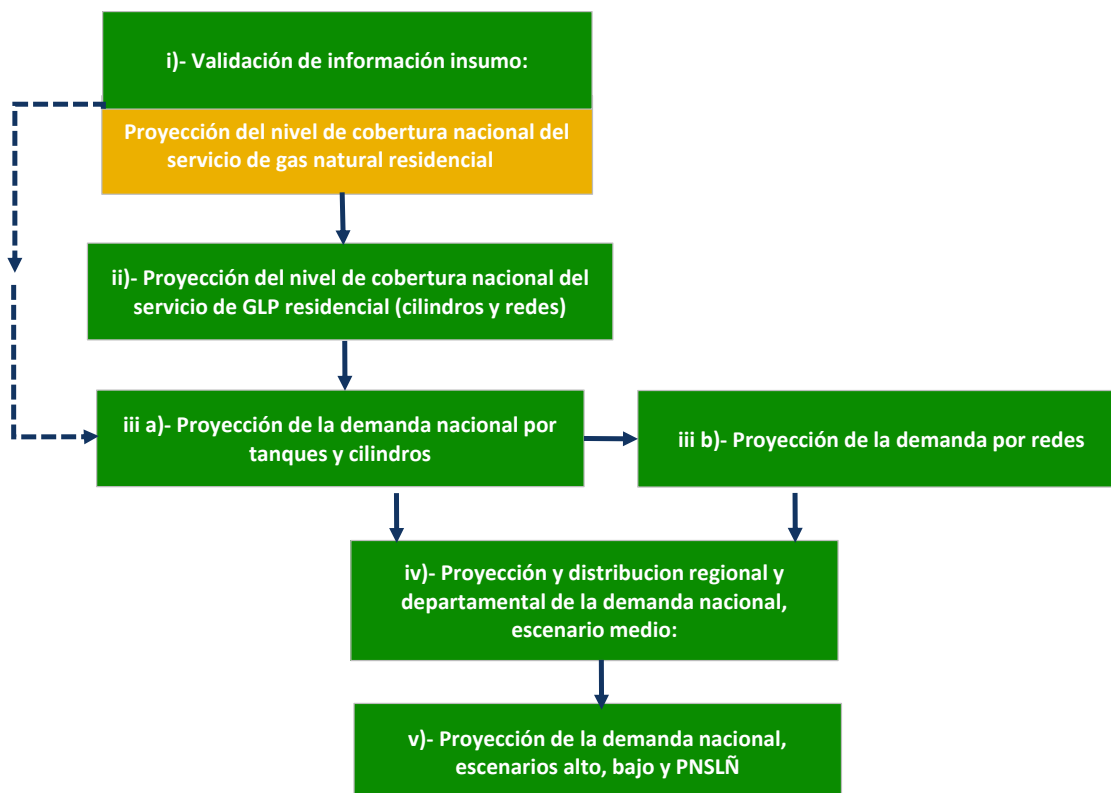 i)- Validación de información insumo:
Proyección del nivel de cobertura nacional del
servicio de gas natural residencial
ii)- Proyección del nivel de cobertura nacional del
servicio de GLP residencial (cilindros y redes)
iii a)- Proyección de la demanda nacional por
tanques y cilindros
iii b)- Proyección de la demanda por redes
iv)- Proyección y distribucion regional y
departamental de la demanda nacional,
escenario medio:
v)- Proyección de la demanda nacional,
escenarios alto, bajo y PNSLÑ